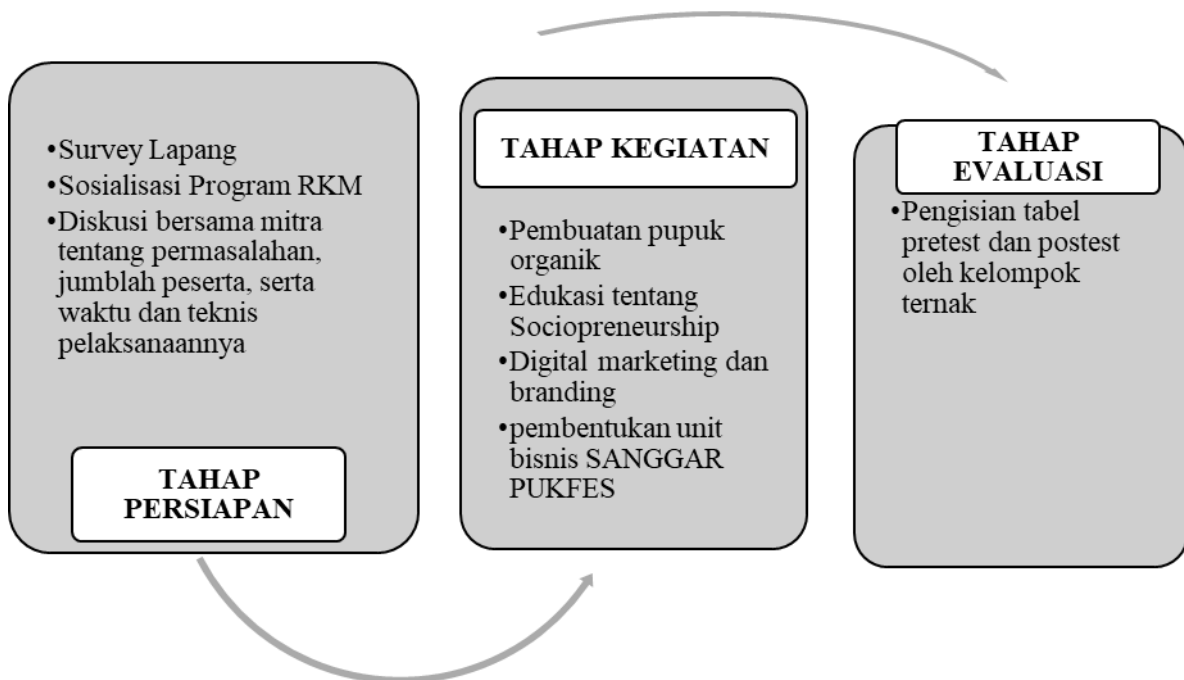 •Survey Lapang
•Sosialisasi Program RKM
•Diskusi bersama mitra
tentang permasalahan,
jumblah peserta, serta
waktu dan teknis
pelaksanaannya
TAHAP
PERSIAPAN
TAHAP KEGIATAN
•Pembuatan pupuk
organik
•Edukasi tentang
Sociopreneurship
•Digital marketing dan
branding
•pembentukan unit
bisnis SANGGAR
PUKFES
TAHAP
EVALUASI
•Pengisian tabel
pretest dan postest
oleh kelompok
ternak